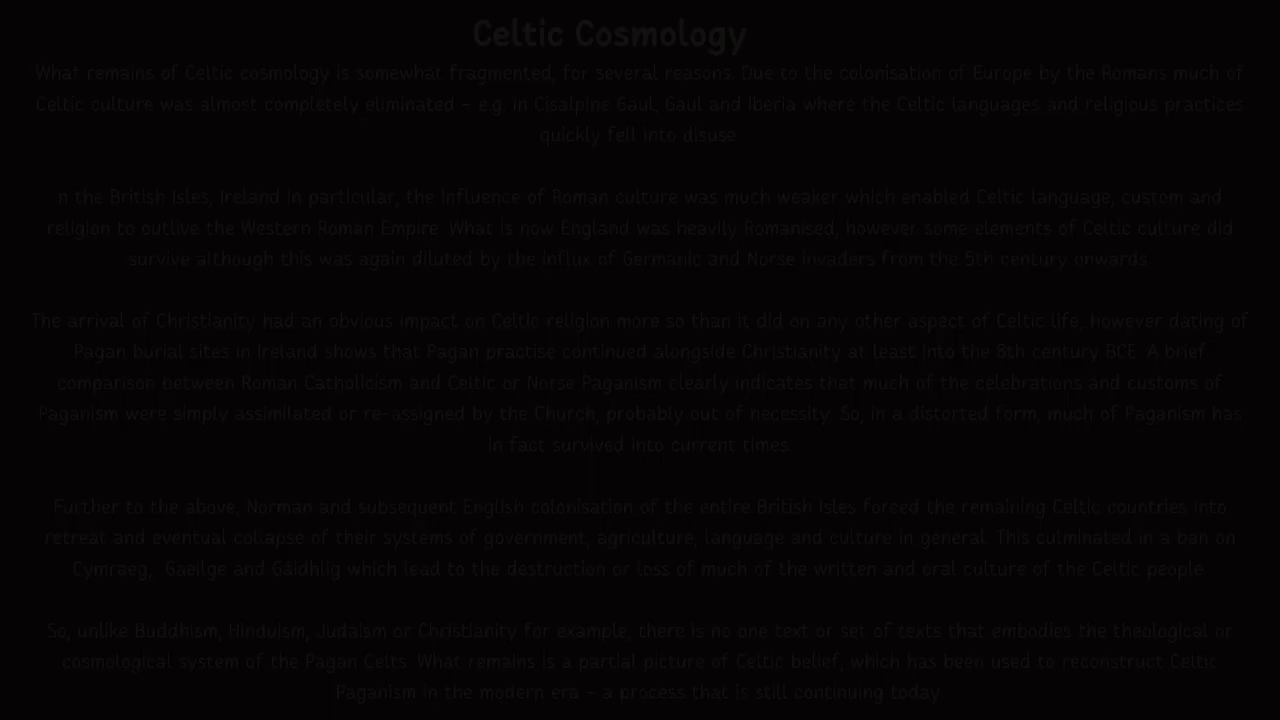 Celtic Cosmology
What remains of Celtic cosmology is somewhat fragmented, for several reasons. Due to the colonisation of Europe by the Romans much of
Celtic culture was almost completely eliminated - e.g. in Cisalpine Gaul, Gaul and Iberia where the Celtic languages and religious practices
quickly fell into disuse.
n the British Isles, Ireland in particular, the influence of Roman culture was much weaker which enabled Celtic language, custom and
religion to outlive the Western Roman Empire. What is now England was heavily Romanised, however some elements of Celtic culture did
survive although this was again diluted by the influx of Germanic and Norse invaders from the 5th century onwards.
The arrival of Christianity had an obvious impact on Celtic religion more so than it did on any other aspect of Celtic life, however dating of
Pagan burial sites in Ireland shows that Pagan practise continued alongside Christianity at least into the 8th century BCE. A brief
comparison between Roman Catholicism and Celtic or Norse Paganism clearly indicates that much of the celebrations and customs of
Paganism were simply assimilated or re-assigned by the Church, probably out of necessity. So, in a distorted form, much of Paganism has
in fact survived into current times.
Further to the above, Norman and subsequent English colonisation of the entire British Isles forced the remaining Celtic countries into
retreat and eventual collapse of their systems of government, agriculture, language and culture in general. This culminated in a ban on
Cymraeg, Gaeilge and Gàidhlig which lead to the destruction or loss of much of the written and oral culture of the Celtic people.
So, unlike Buddhism, Hinduism, Judaism or Christianity for example, there is no one text or set of texts that embodies the theological or
cosmological system of the Pagan Celts. What remains is a partial picture of Celtic belief, which has been used to reconstruct Celtic
Paganism in the modern era - a process that is still continuing today.